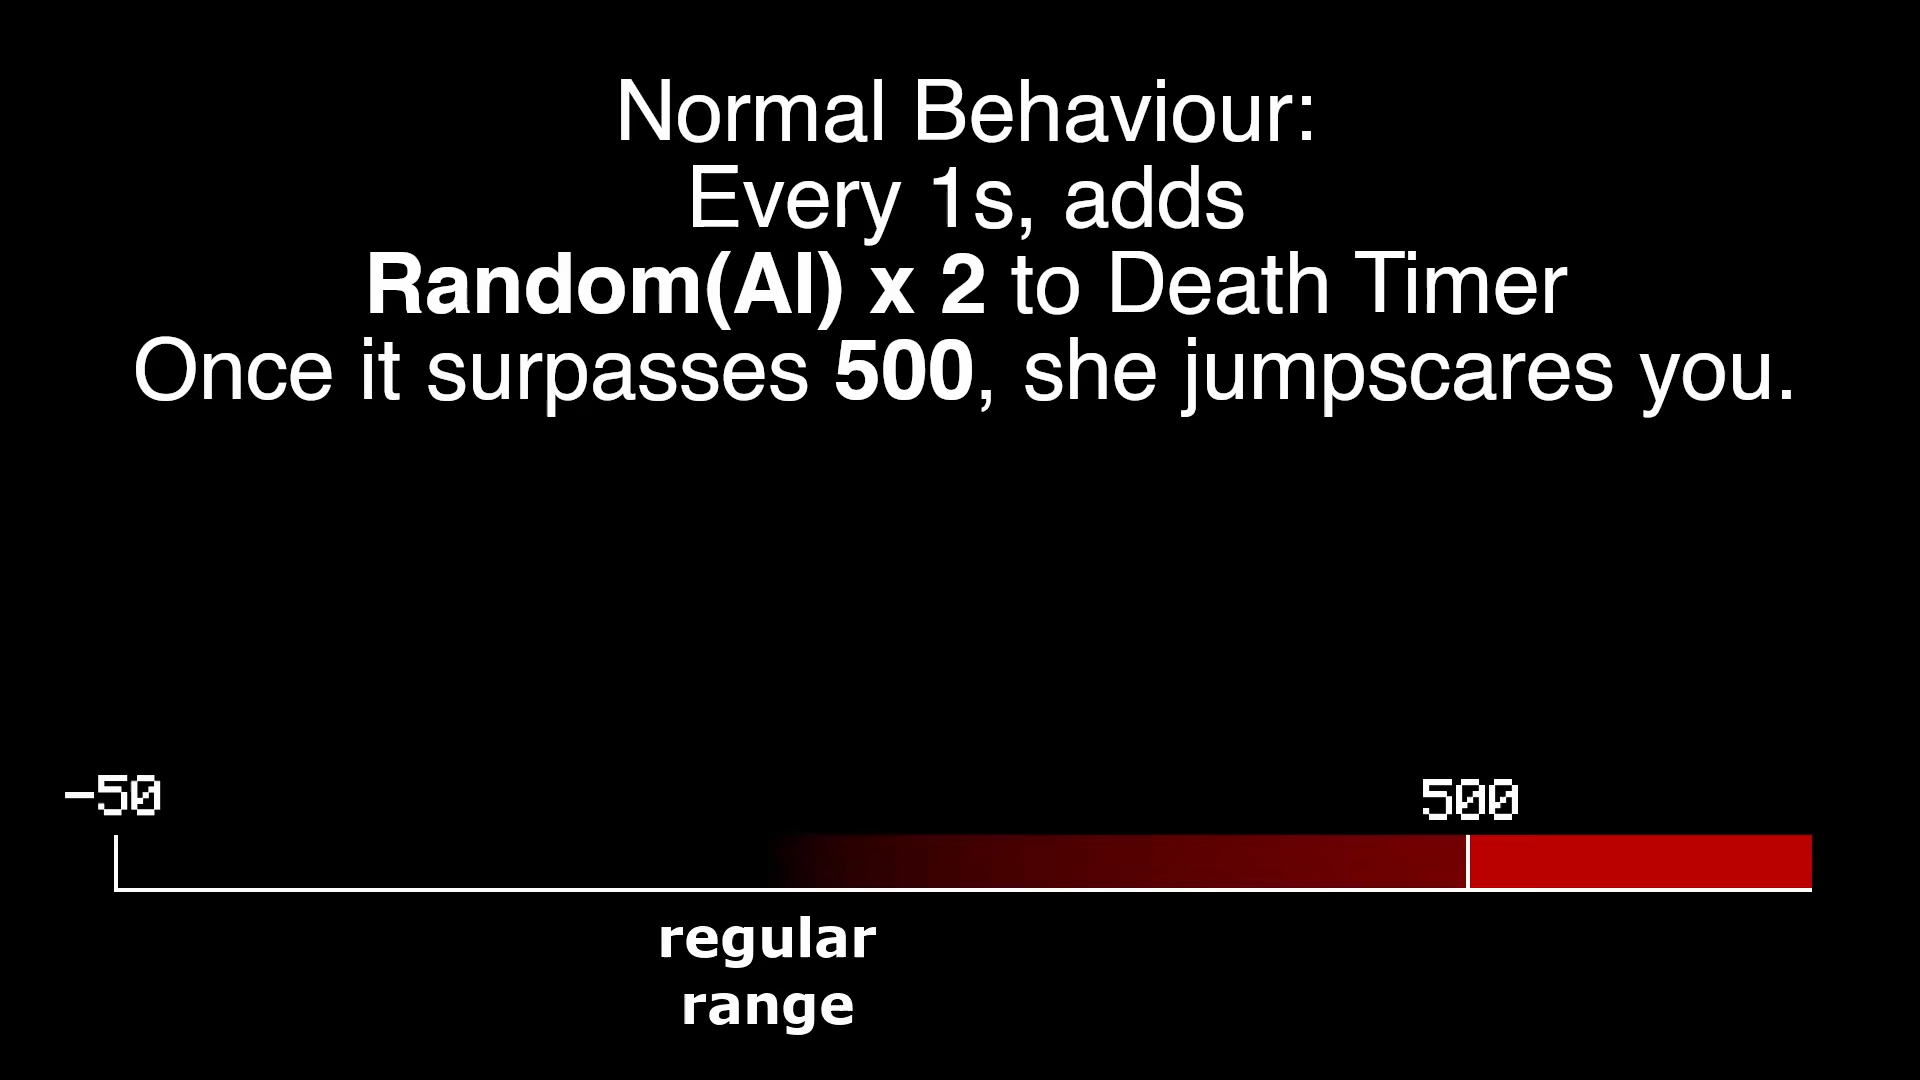 Normal Behaviour:
Every 1s, adds
Random(AI) x 2 to Death Timer
Once it surpasses 500, she jumpscares you.
-50
500
regular
range